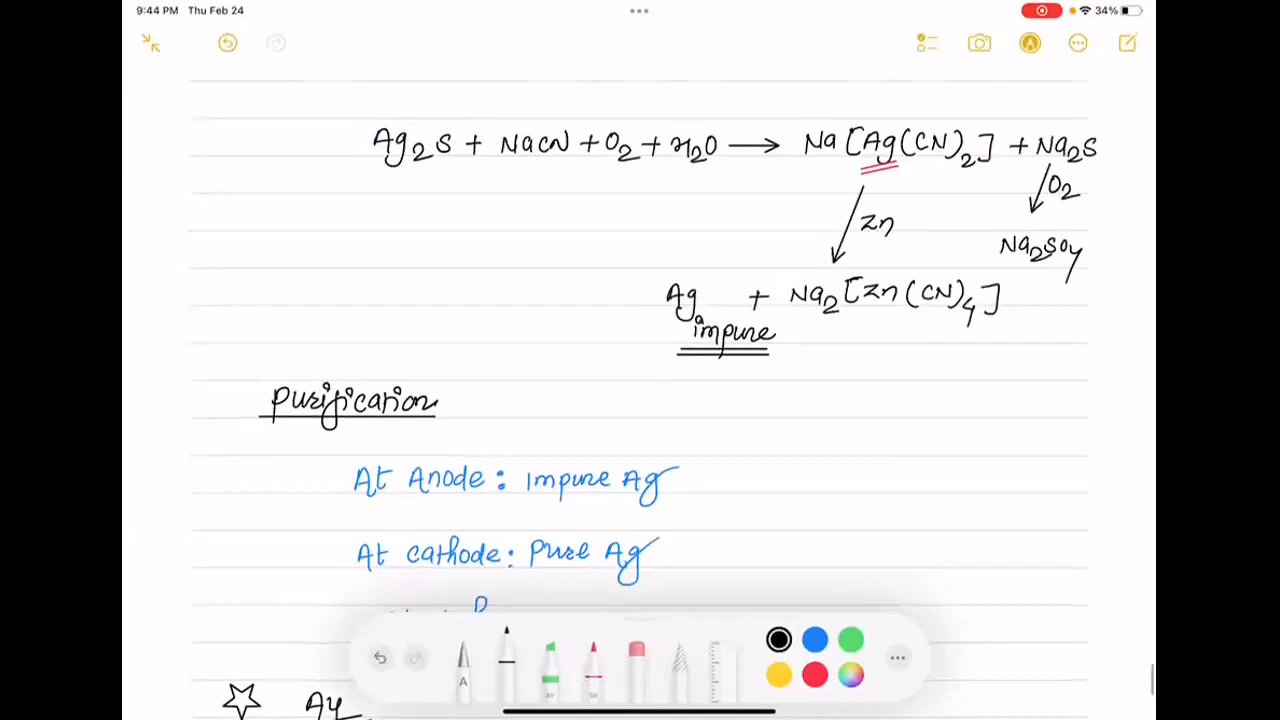 9:44 PM Thu Feb 24
34%
Ag2S + NaCN + O2 + H2O → Na[Ag(CN)2] + Na2S
Zn
O2
Na2SO4
Ag + Na2[Zn(CN)4]
impure
Purification
At Anode : impure Ag
At cathode : pure Ag
A